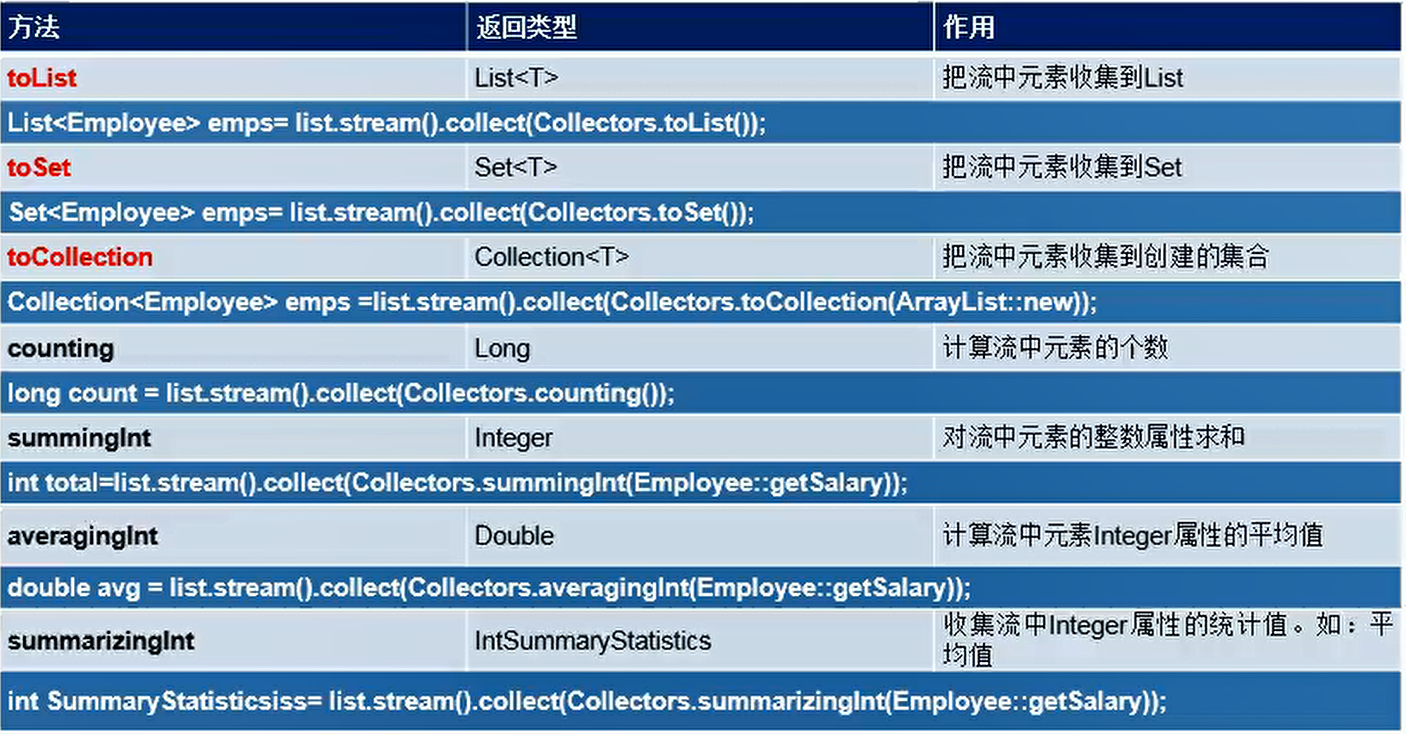 方法 返回类型 作用
toList List<T> 把流中元素收集到List
List<Employee> emps= list.stream().collect(Collectors.toList());
toSet Set<T> 把流中元素收集到Set
Set<Employee> emps= list.stream().collect(Collectors.toSet());
toCollection Collection<T> 把流中元素收集到创建的集合
Collection<Employee> emps =list.stream().collect(Collectors.toCollection(ArrayList::new));
counting Long 计算流中元素的个数
long count = list.stream().collect(Collectors.counting());
summingInt Integer 对流中元素的整数属性求和
int total=list.stream().collect(Collectors.summingInt(Employee::getSalary));
averagingInt Double 计算流中元素Integer属性的平均值
double avg = list.stream().collect(Collectors.averagingInt(Employee::getSalary));
summarizingInt IntSummaryStatistics 收集流中Integer属性的统计值。如：平
均值
int SummaryStatisticsiss= list.stream().collect(Collectors.summarizingInt(Employee::getSalary));